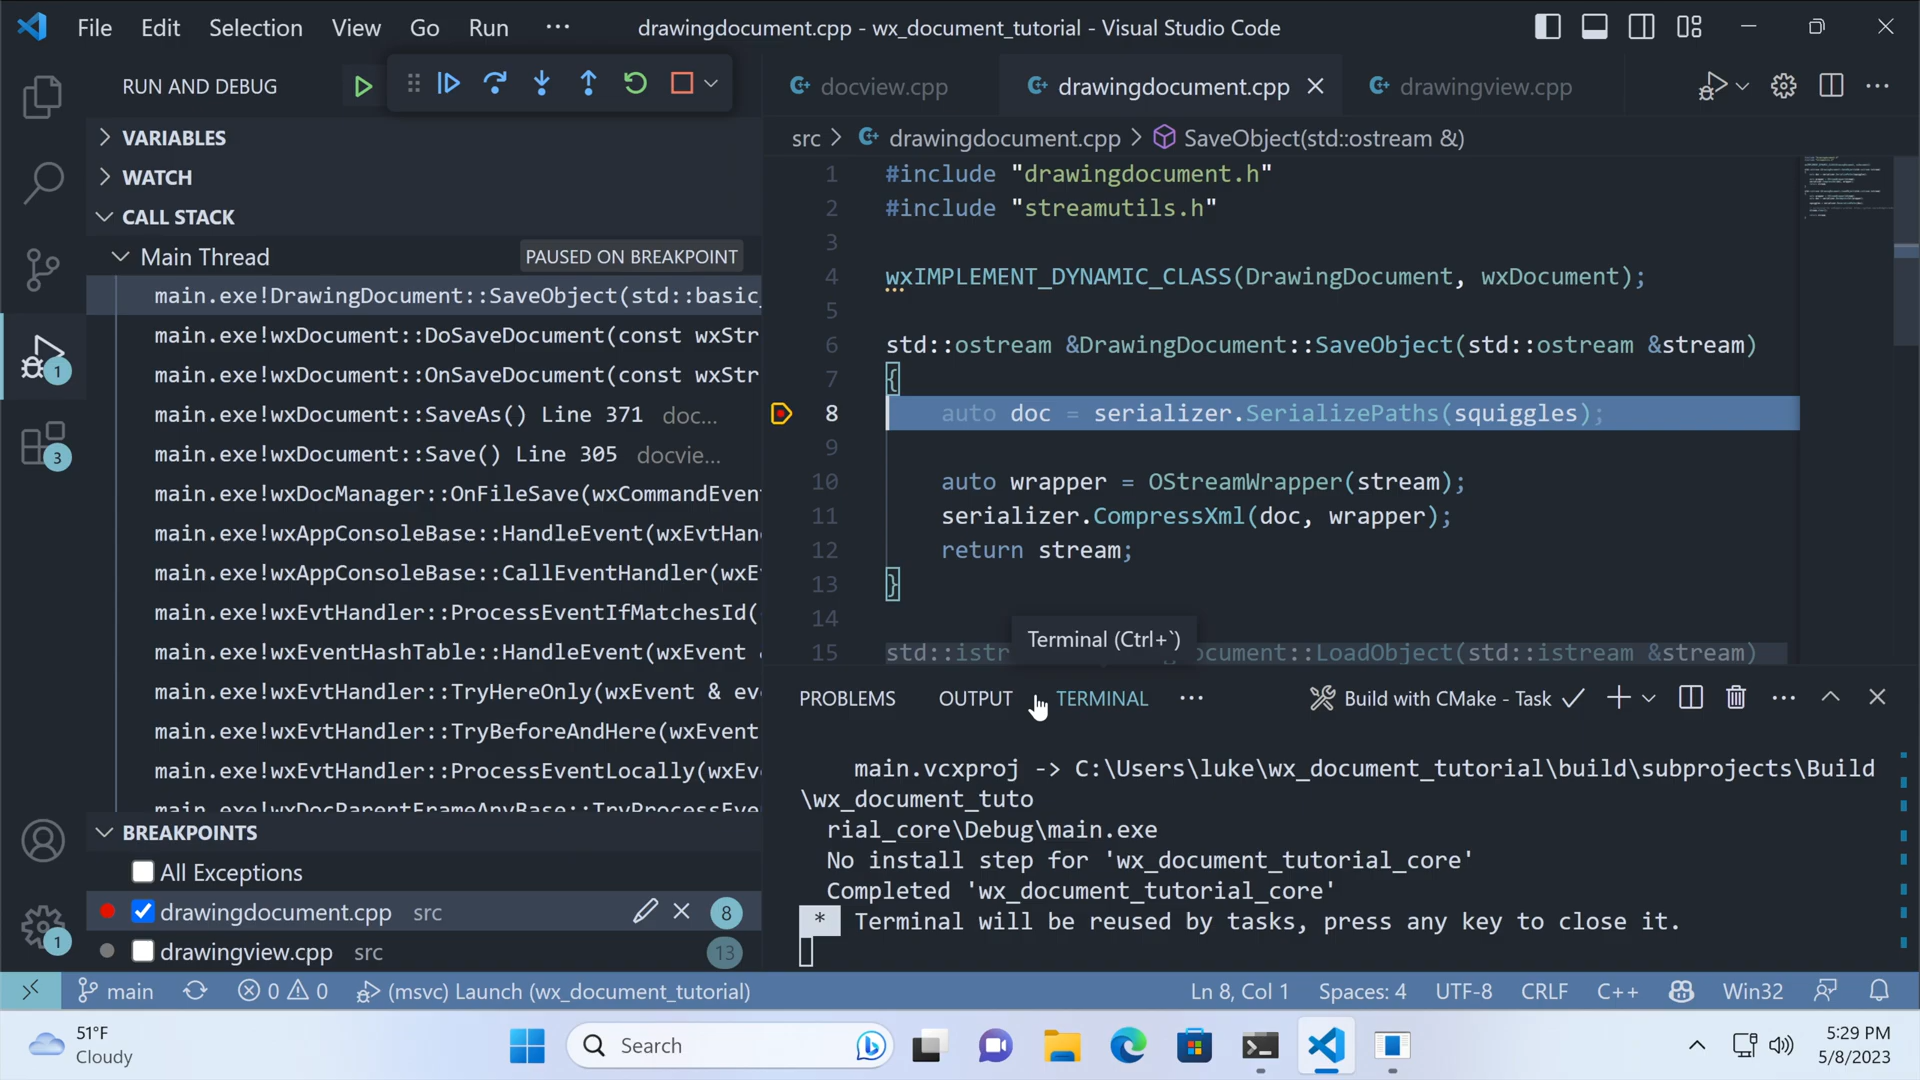 File Edit Selection View Go Run ···
drawingdocument.cpp - wx_document_tutorial - Visual Studio Code
RUN AND DEBUG
docview.cpp
drawingdocument.cpp
drawingview.cpp
VARIABLES
WATCH
CALL STACK
Main Thread PAUSED ON BREAKPOINT
main.exe!DrawingDocument::SaveObject(std::basic_
main.exe!wxDocument::DoSaveDocument(const wxStr
main.exe!wxDocument::OnSaveDocument(const wxStr
main.exe!wxDocument::SaveAs() Line 371 doc...
main.exe!wxDocument::Save() Line 305 docvie...
main.exe!wxDocManager::OnFileSave(wxCommandEven
main.exe!wxAppConsoleBase::HandleEvent(wxEvtHan
main.exe!wxAppConsoleBase::CallEventHandler(wxE
main.exe!wxEvtHandler::ProcessEventIfMatchesId(
main.exe!wxEventHashTable::HandleEvent(wxEvent &
main.exe!wxEvtHandler::TryHereOnly(wxEvent & eve
main.exe!wxEvtHandler::TryBeforeAndHere(wxEvent
main.exe!wxEvtHandler::ProcessEventLocally(wxEv
main.exe!wxDocParentFrameAnyBase::TryProcessEve
1
3
1
BREAKPOINTS
All Exceptions
drawingdocument.cpp src 8
drawingview.cpp src 13
src > drawingdocument.cpp > SaveObject(std::ostream &)
1 #include "drawingdocument.h"
2 #include "streamutils.h"
3
4 wxIMPLEMENT_DYNAMIC_CLASS(DrawingDocument, wxDocument);
5
6 std::ostream &DrawingDocument::SaveObject(std::ostream &stream)
7 {
8 auto doc = serializer.SerializePaths(squiggles);
9
10 auto wrapper = OStreamWrapper(stream);
11 serializer.CompressXml(doc, wrapper);
12 return stream;
13 }
14
Terminal (Ctrl+`)
15 std::istr ocument::LoadObject(std::istream &stream)
PROBLEMS OUTPUT TERMINAL ··· Build with CMake - Task
main.vcxproj -> C:\Users\luke\wx_document_tutorial\build\subprojects\Build
\wx_document_tuto
rial_core\Debug\main.exe
No install step for 'wx_document_tutorial_core'
Completed 'wx_document_tutorial_core'
* Terminal will be reused by tasks, press any key to close it.
main 0 0 (msvc) Launch (wx_document_tutorial) Ln 8, Col 1 Spaces: 4 UTF-8 CRLF C++ Win32
51°F
Cloudy
Search
5:29 PM
5/8/2023